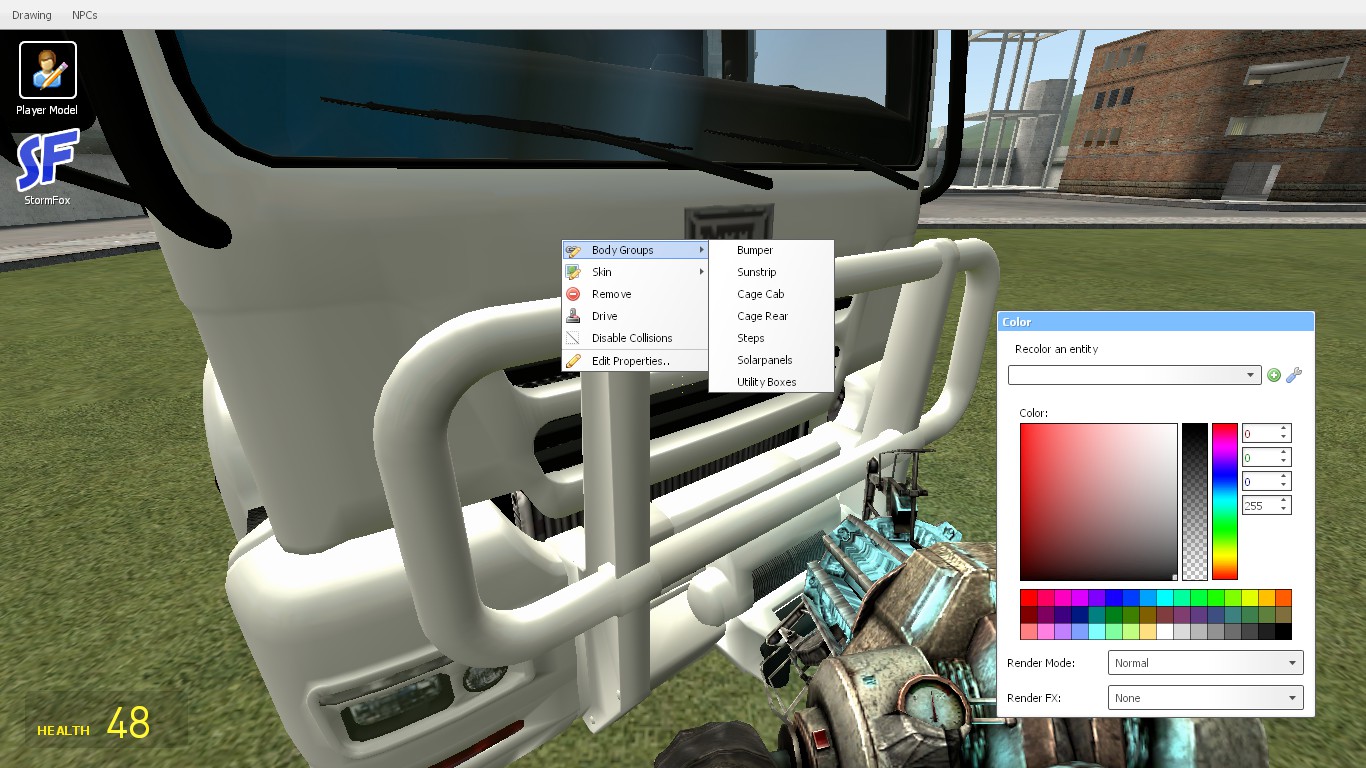 Drawing NPCs
Player Model
SF
StormFox
Body Groups
Skin
Remove
Drive
Disable Collisions
Edit Properties..
Bumper
Sunstrip
Cage Cab
Cage Rear
Steps
Solarpanels
Utility Boxes
Color
Recolor an entity
Color:
0
0
0
255
Render Mode: Normal
Render FX: None
HEALTH 48